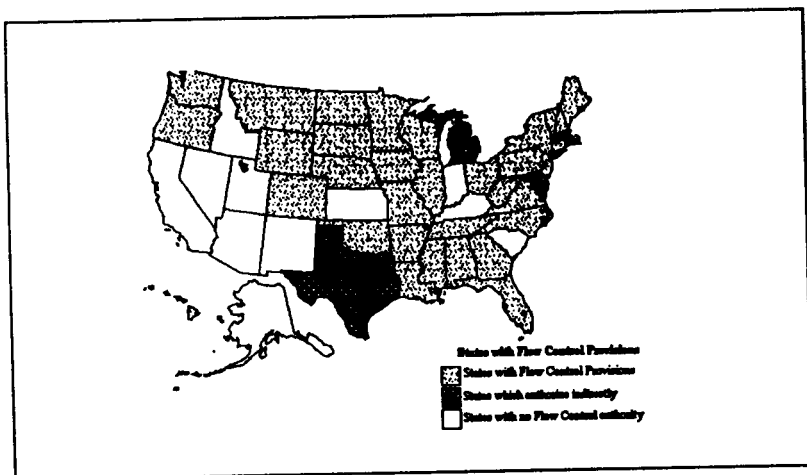 States with Flow Control Provisions
States with Flow Control Provisions
States which authorize indirectly
States with no Flow Control authority